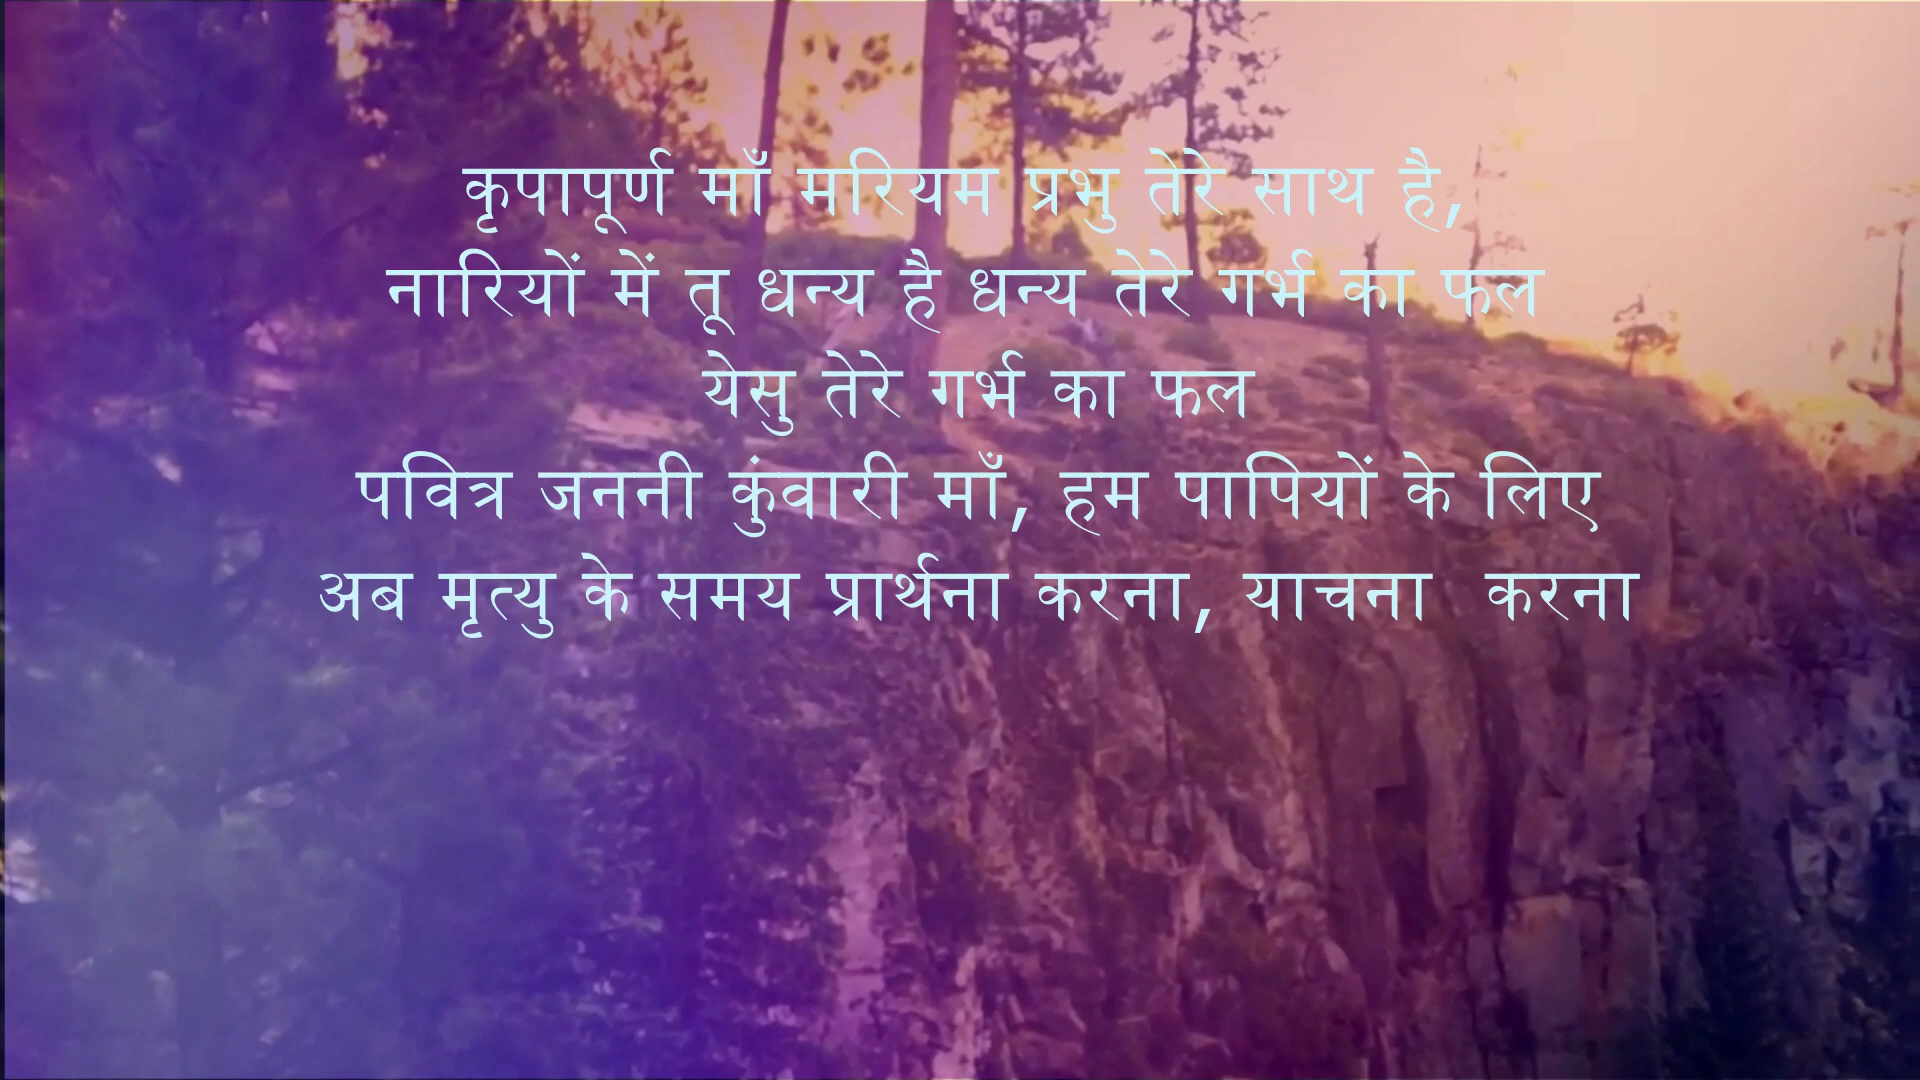 कृपापूर्ण माँ मरियम प्रभु तेरे साथ है,
नारियों में तू धन्य है धन्य तेरे गर्भ का फल
येसु तेरे गर्भ का फल
पवित्र जननी कुंवारी माँ, हम पापियों के लिए
अब मृत्यु के समय प्रार्थना करना, याचना  करना